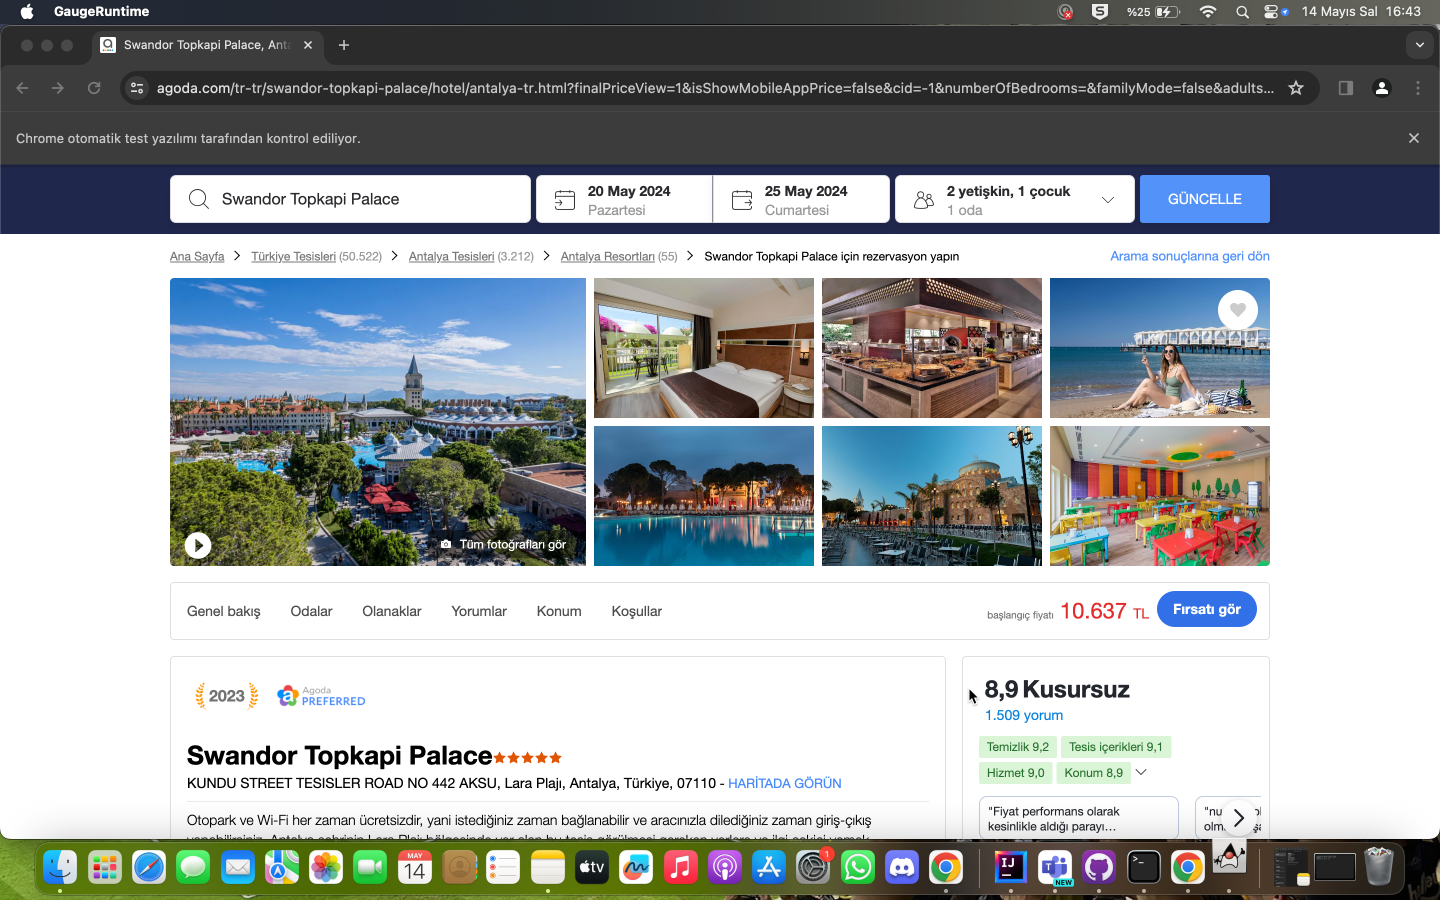 GaugeRuntime
%25
14 Mayıs Sal 16:43
Swandor Topkapi Palace, Anta
agoda.com/tr-tr/swandor-topkapi-palace/hotel/antalya-tr.html?finalPriceView=1&isShowMobileAppPrice=false&cid=-1&numberOfBedrooms=&familyMode=false&adults...
Chrome otomatik test yazılımı tarafından kontrol ediliyor.
Swandor Topkapi Palace
20 May 2024
Pazartesi
25 May 2024
Cumartesi
2 yetişkin, 1 çocuk
1 oda
GÜNCELLE
Ana Sayfa > Türkiye Tesisleri (50.522) > Antalya Tesisleri (3.212) > Antalya Resortları (55) > Swandor Topkapi Palace için rezervasyon yapın
Arama sonuçlarına geri dön
Tüm fotoğrafları gör
Genel bakış
Odalar
Olanaklar
Yorumlar
Konum
Koşullar
başlangıç fiyatı 10.637 TL
Fırsatı gör
2023
Agoda
PREFERRED
Swandor Topkapi Palace
KUNDU STREET TESISLER ROAD NO 442 AKSU, Lara Plajı, Antalya, Türkiye, 07110 - HARİTADA GÖRÜN
Otopark ve Wi-Fi her zaman ücretsizdir, yani istediğiniz zaman bağlanabilir ve aracınızla dilediğiniz zaman giriş-çıkış
8,9 Kusursuz
1.509 yorum
Temizlik 9,2
Tesis içerikleri 9,1
Hizmet 9,0
Konum 8,9
"Fiyat performans olarak
kesinlikle aldığı parayı...
MAY
14
tv
1
IJ
NEW